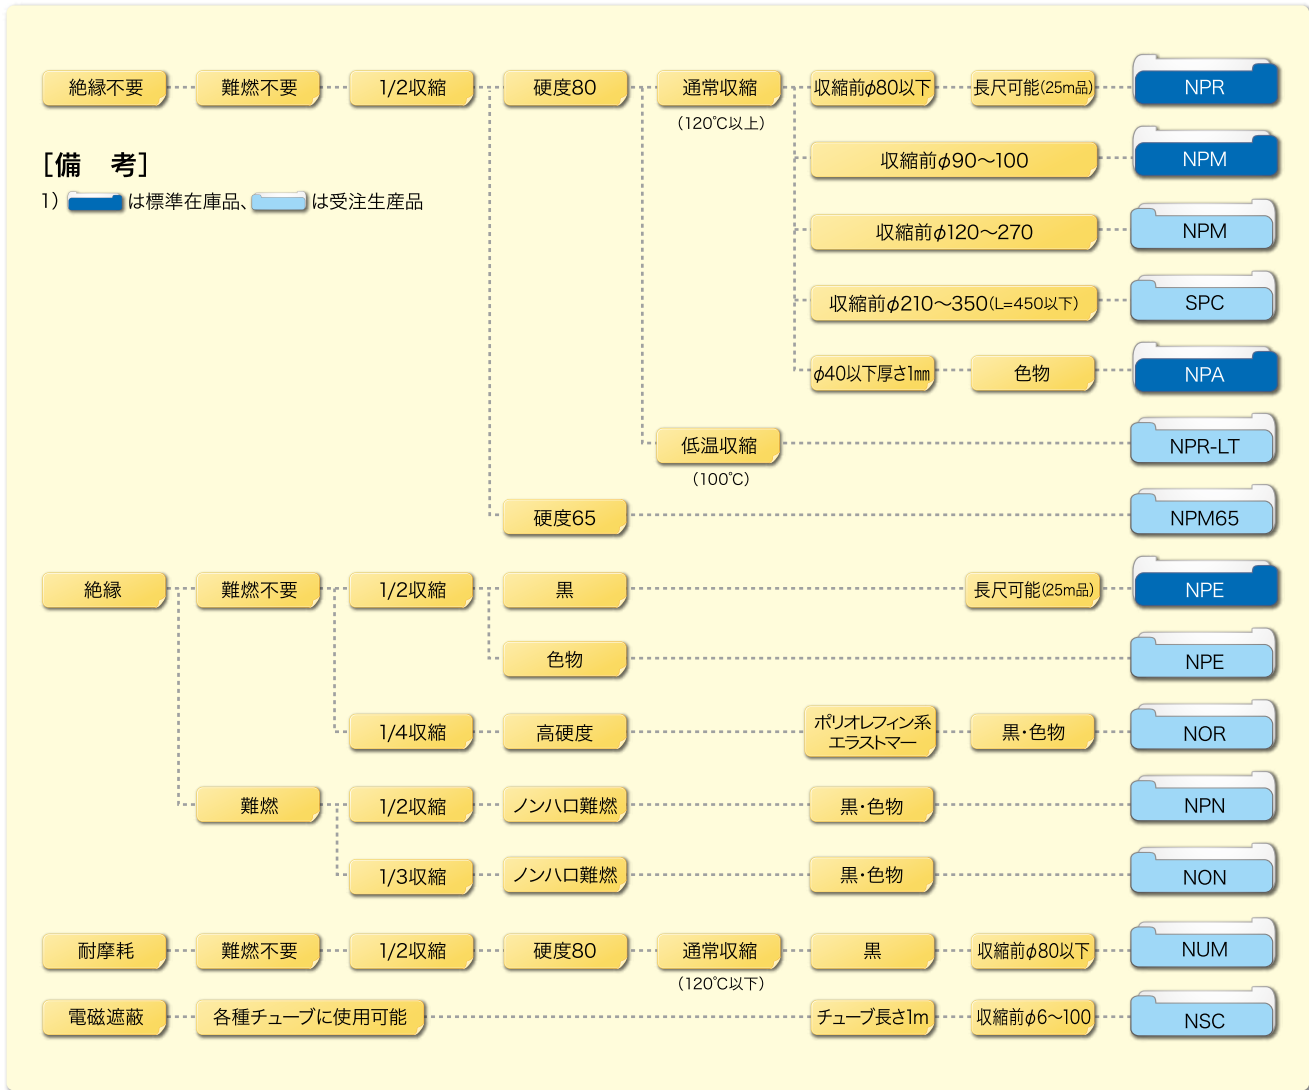 絶縁不要 難燃不要 1/2収縮 硬度80 通常収縮 収縮前φ80以下 長尺可能(25m品) NPR
(120℃以上)
[備 考]
収縮前φ90〜100 NPM
1) は標準在庫品、 は受注生産品
収縮前φ120〜270 NPM
収縮前φ210〜350(L=450以下) SPC
φ40以下厚さ1㎜ 色物 NPA
低温収縮 NPR-LT
(100℃)
硬度65 NPM65
絶縁 難燃不要 1/2収縮 黒 長尺可能(25m品) NPE
色物 NPE
1/4収縮 高硬度 ポリオレフィン系 黒・色物 NOR
エラストマー
難燃 1/2収縮 ノンハロ難燃 黒・色物 NPN
1/3収縮 ノンハロ難燃 黒・色物 NON
耐摩耗 難燃不要 1/2収縮 硬度80 通常収縮 黒 収縮前φ80以下 NUM
(120℃以下)
電磁遮蔽 各種チューブに使用可能 チューブ長さ1m 収縮前φ6〜100 NSC